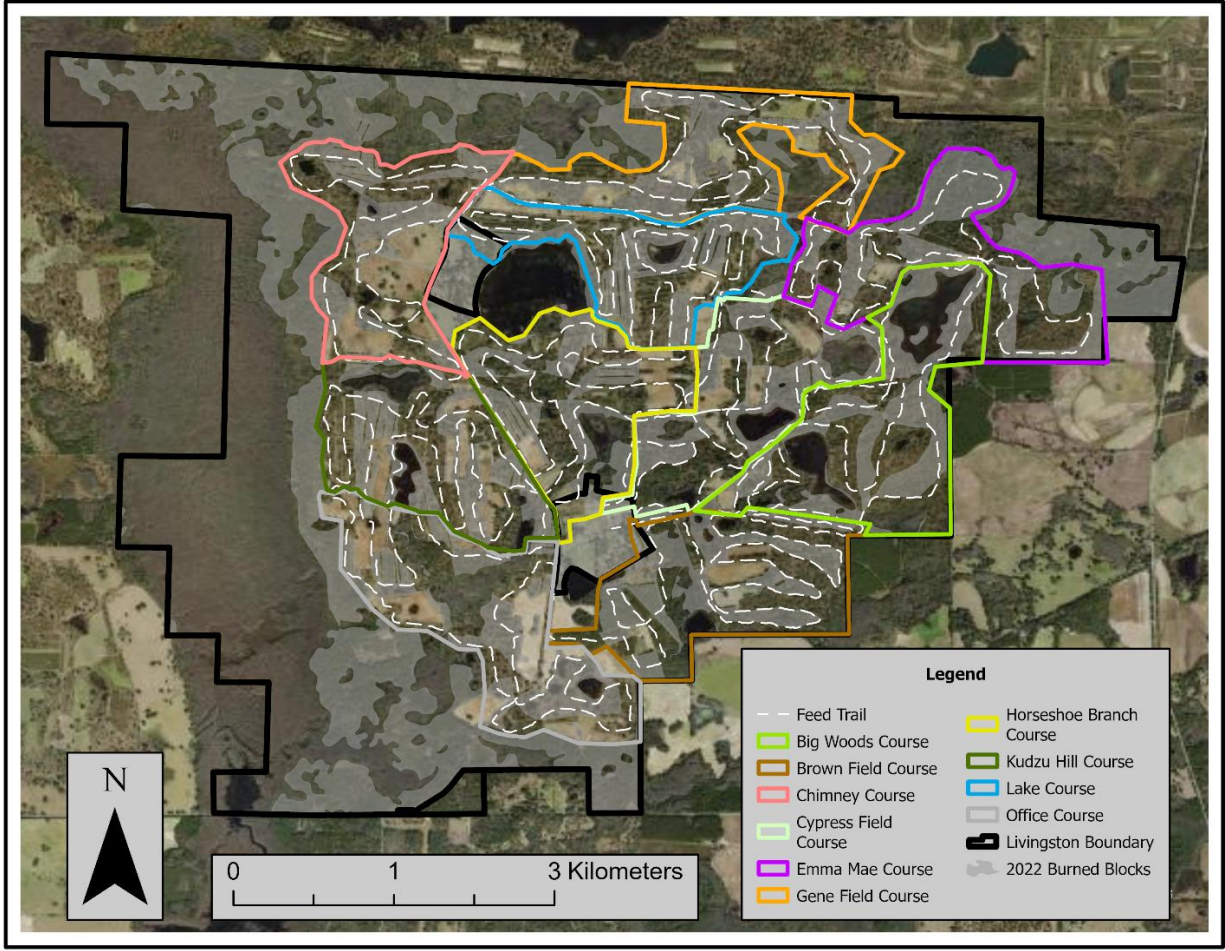 Legend
Feed Trail
Big Woods Course
Brown Field Course
Chimney Course
Cypress Field
Course
Emma Mae Course
Gene Field Course
Horseshoe Branch
Course
Kudzu Hill Course
Lake Course
Office Course
Livingston Boundary
2022 Burned Blocks
N
0 1 3 Kilometers